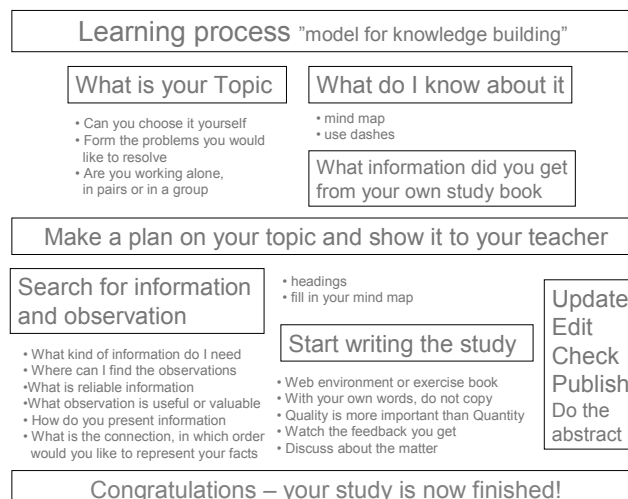 Learning process "model for knowledge building"
What is your Topic
• Can you choose it yourself
• Form the problems you would
like to resolve
• Are you working alone,
in pairs or in a group
What do I know about it
• mind map
• use dashes
What information did you get
from your own study book
Make a plan on your topic and show it to your teacher
Search for information
and observation
• What kind of information do I need
• Where can I find the observations
•What is reliable information
•What observation is useful or valuable
• How do you present information
• What is the connection, in which order
would you like to represent your facts
• headings
• fill in your mind map
Start writing the study
• Web environment or exercise book
• With your own words, do not copy
• Quality is more important than Quantity
• Watch the feedback you get
• Discuss about the matter
Update
Edit
Check
Publish
Do the
abstract
Congratulations – your study is now finished!